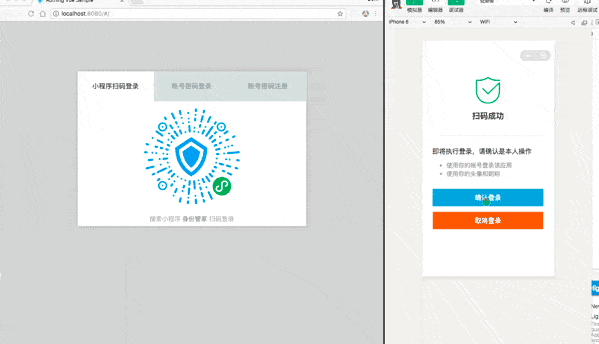 Authing Vue Sample
localhost:8080/#/
小程序扫码登录
账号密码登录
账号密码注册
搜索小程序 身份管家 扫码登录
模拟器
编辑器
调试器
编译
预览
远程调试
iPhone 6
85%
WiFi
扫码成功
即将执行登录，请确认是本人操作
使用你的帐号登录该应用
使用你的头像和昵称
确认登录
取消登录